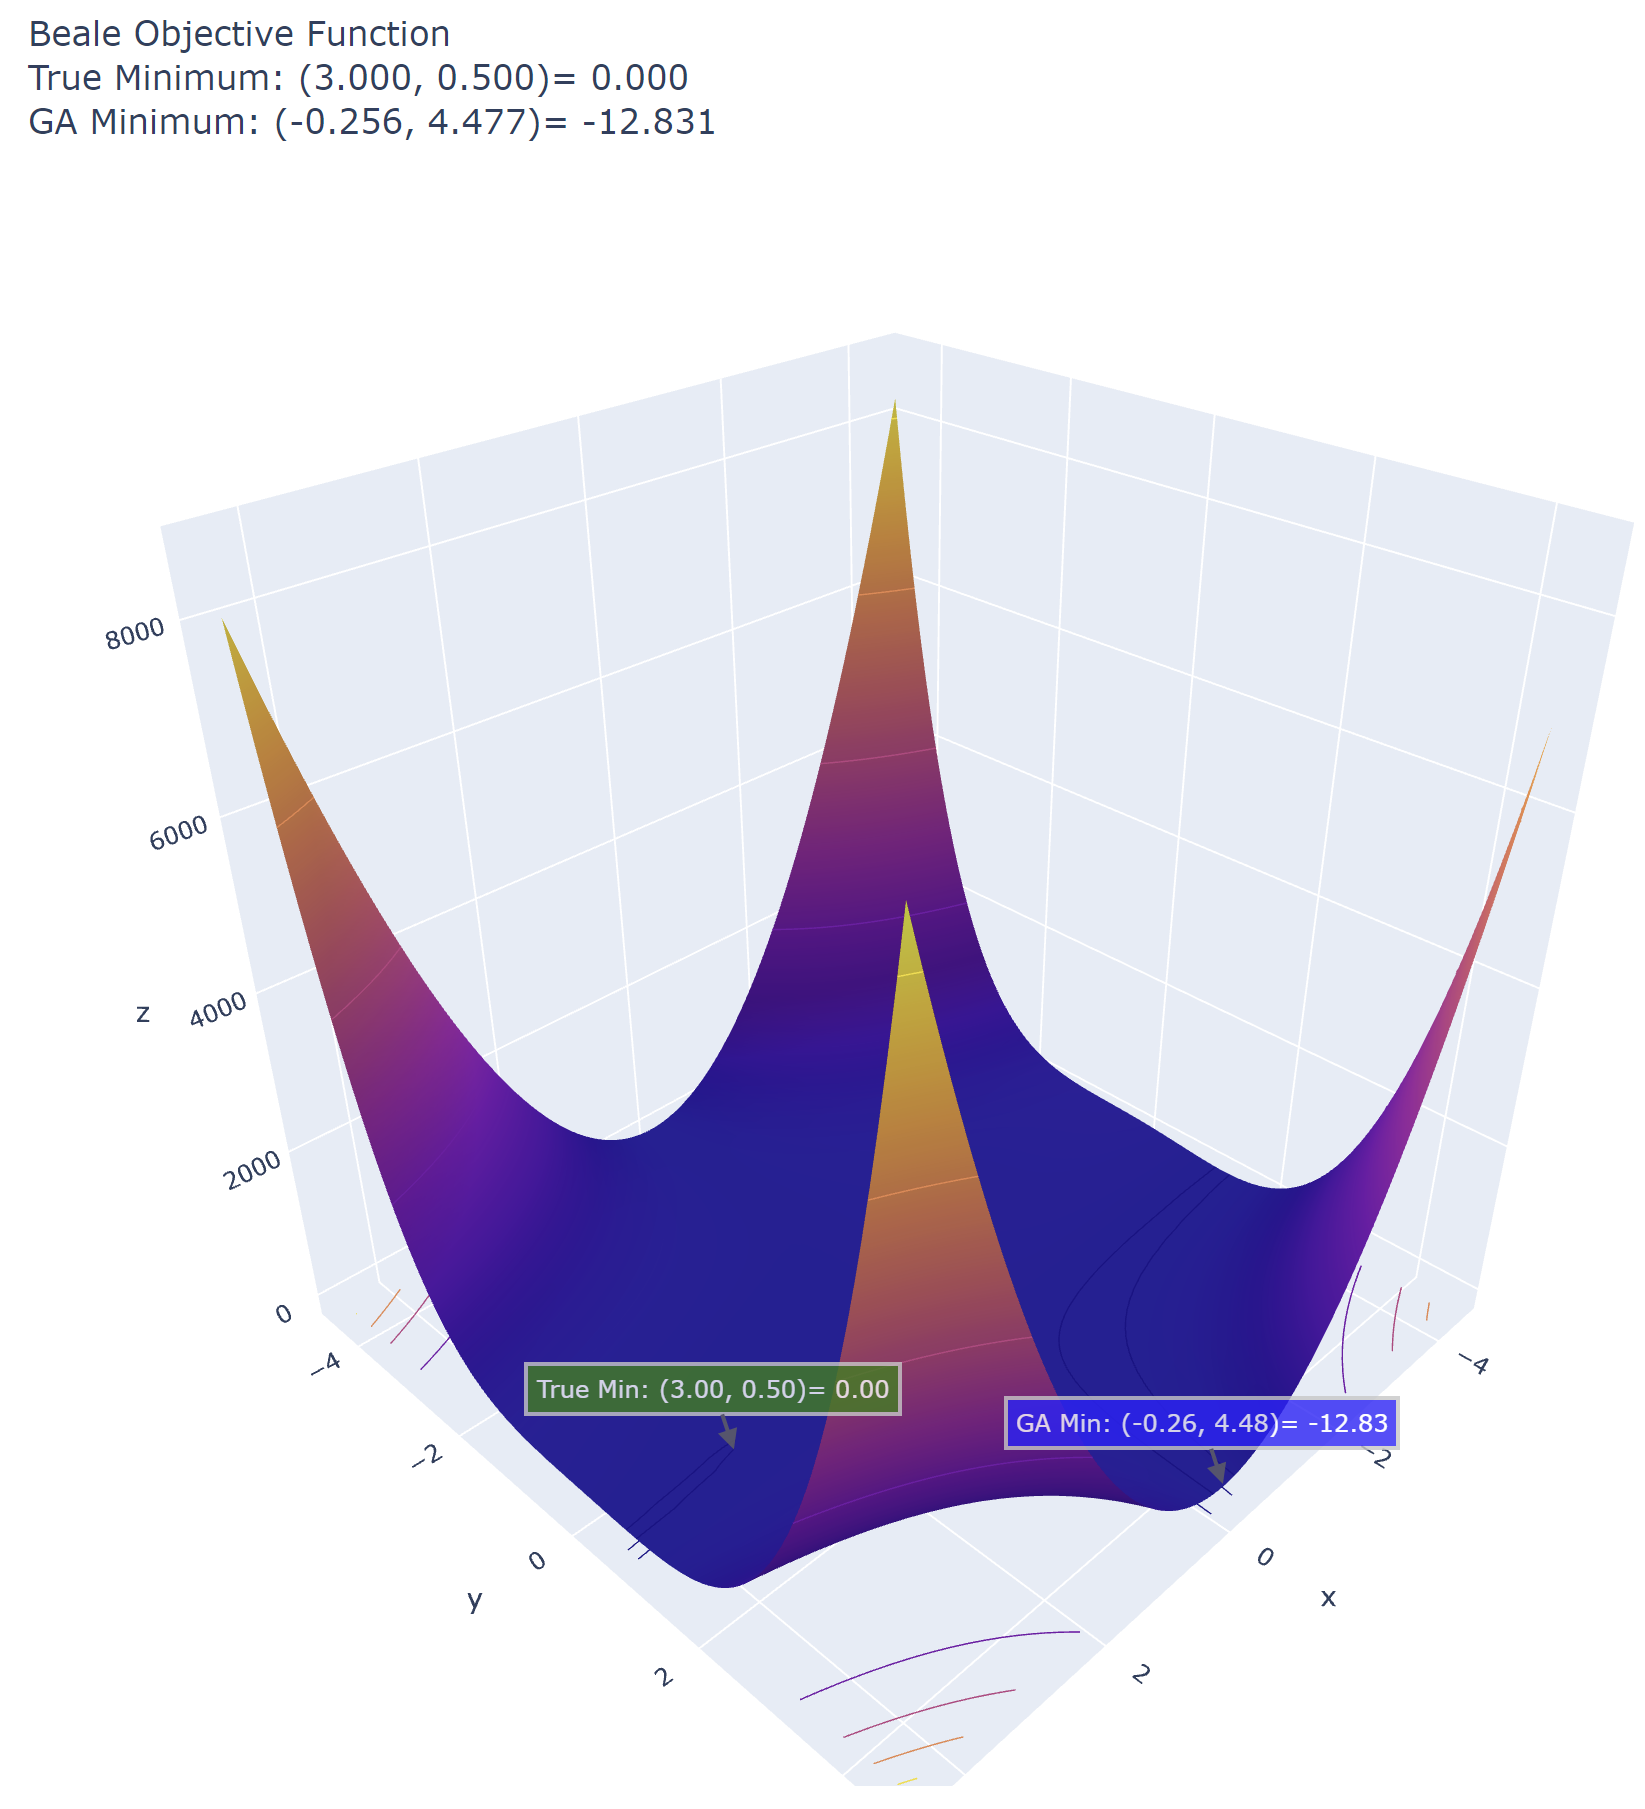 Beale Objective Function
True Minimum: (3.000, 0.500)= 0.000
GA Minimum: (-0.256, 4.477)= -12.831
8000
6000
4000
2000
0
z
−4
−2
0
2
y
−4
−2
0
2
x
True Min: (3.00, 0.50)= 0.00
GA Min: (-0.26, 4.48)= -12.83